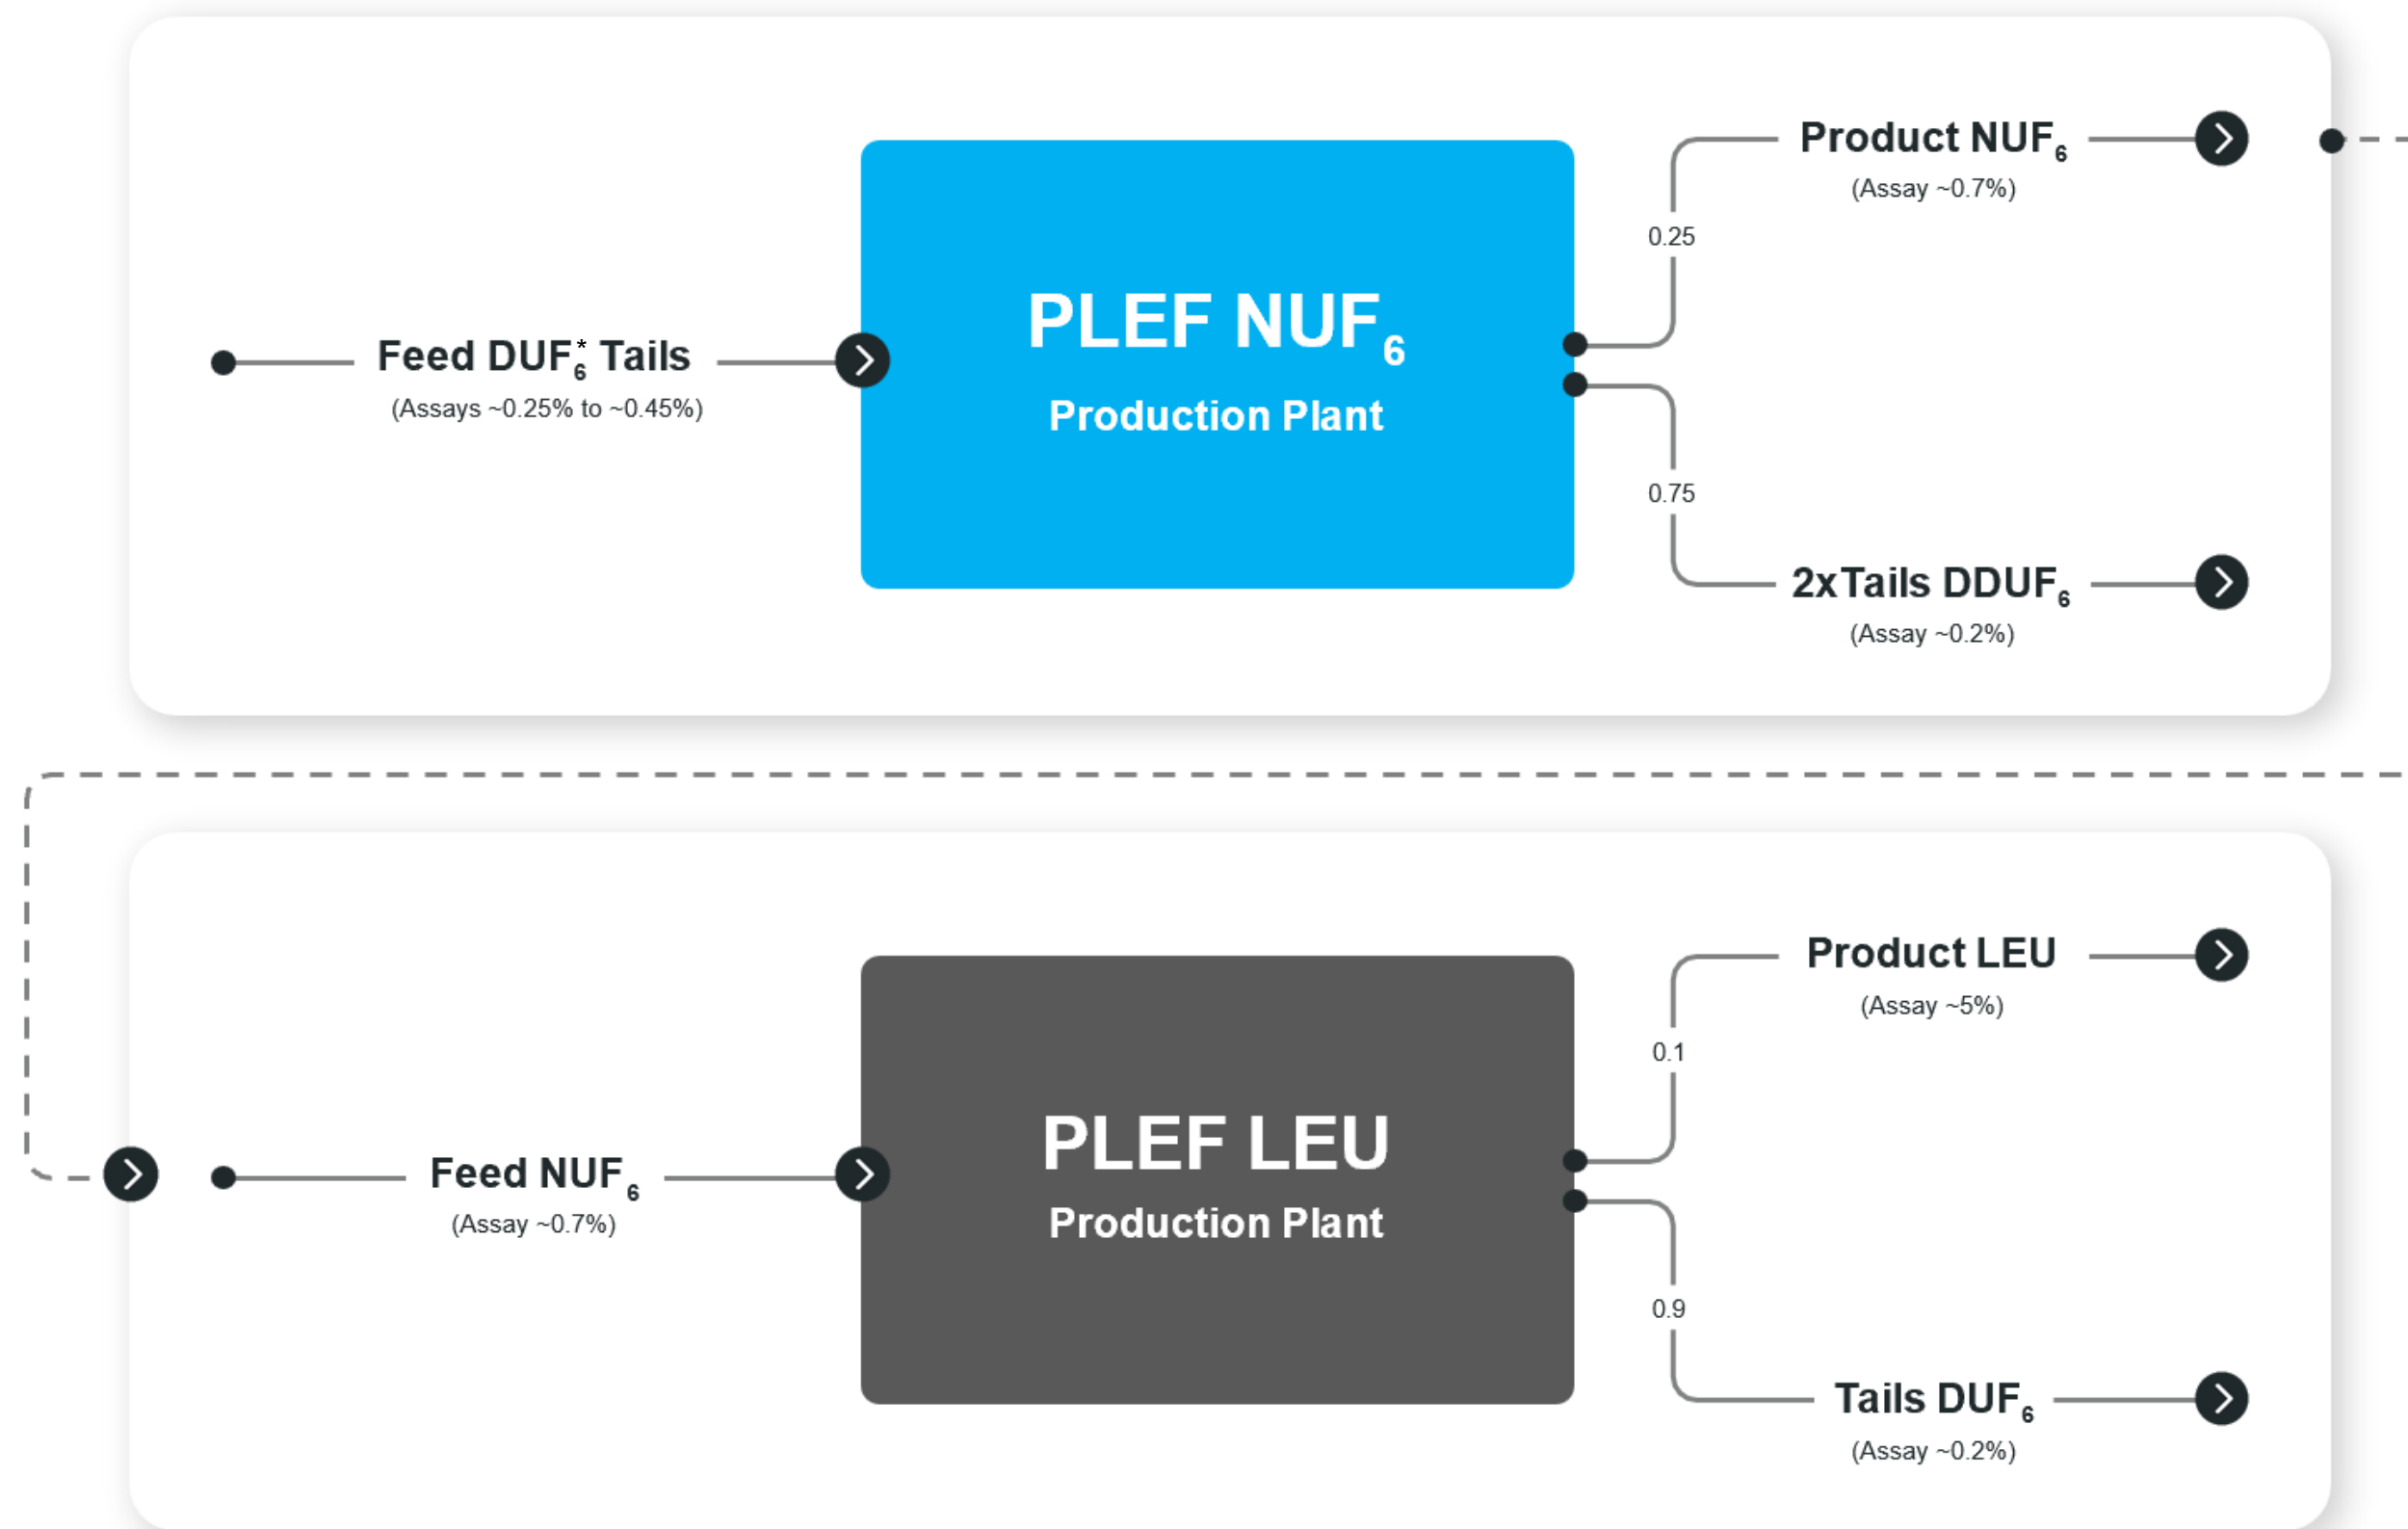 Product NUF₆
(Assay ~0.7%)
0.25
PLEF NUF₆
Production Plant
Feed DUF₆* Tails
(Assays ~0.25% to ~0.45%)
0.75
2xTails DDUF₆
(Assay ~0.2%)
Product LEU
(Assay ~5%)
0.1
PLEF LEU
Production Plant
Feed NUF₆
(Assay ~0.7%)
0.9
Tails DUF₆
(Assay ~0.2%)